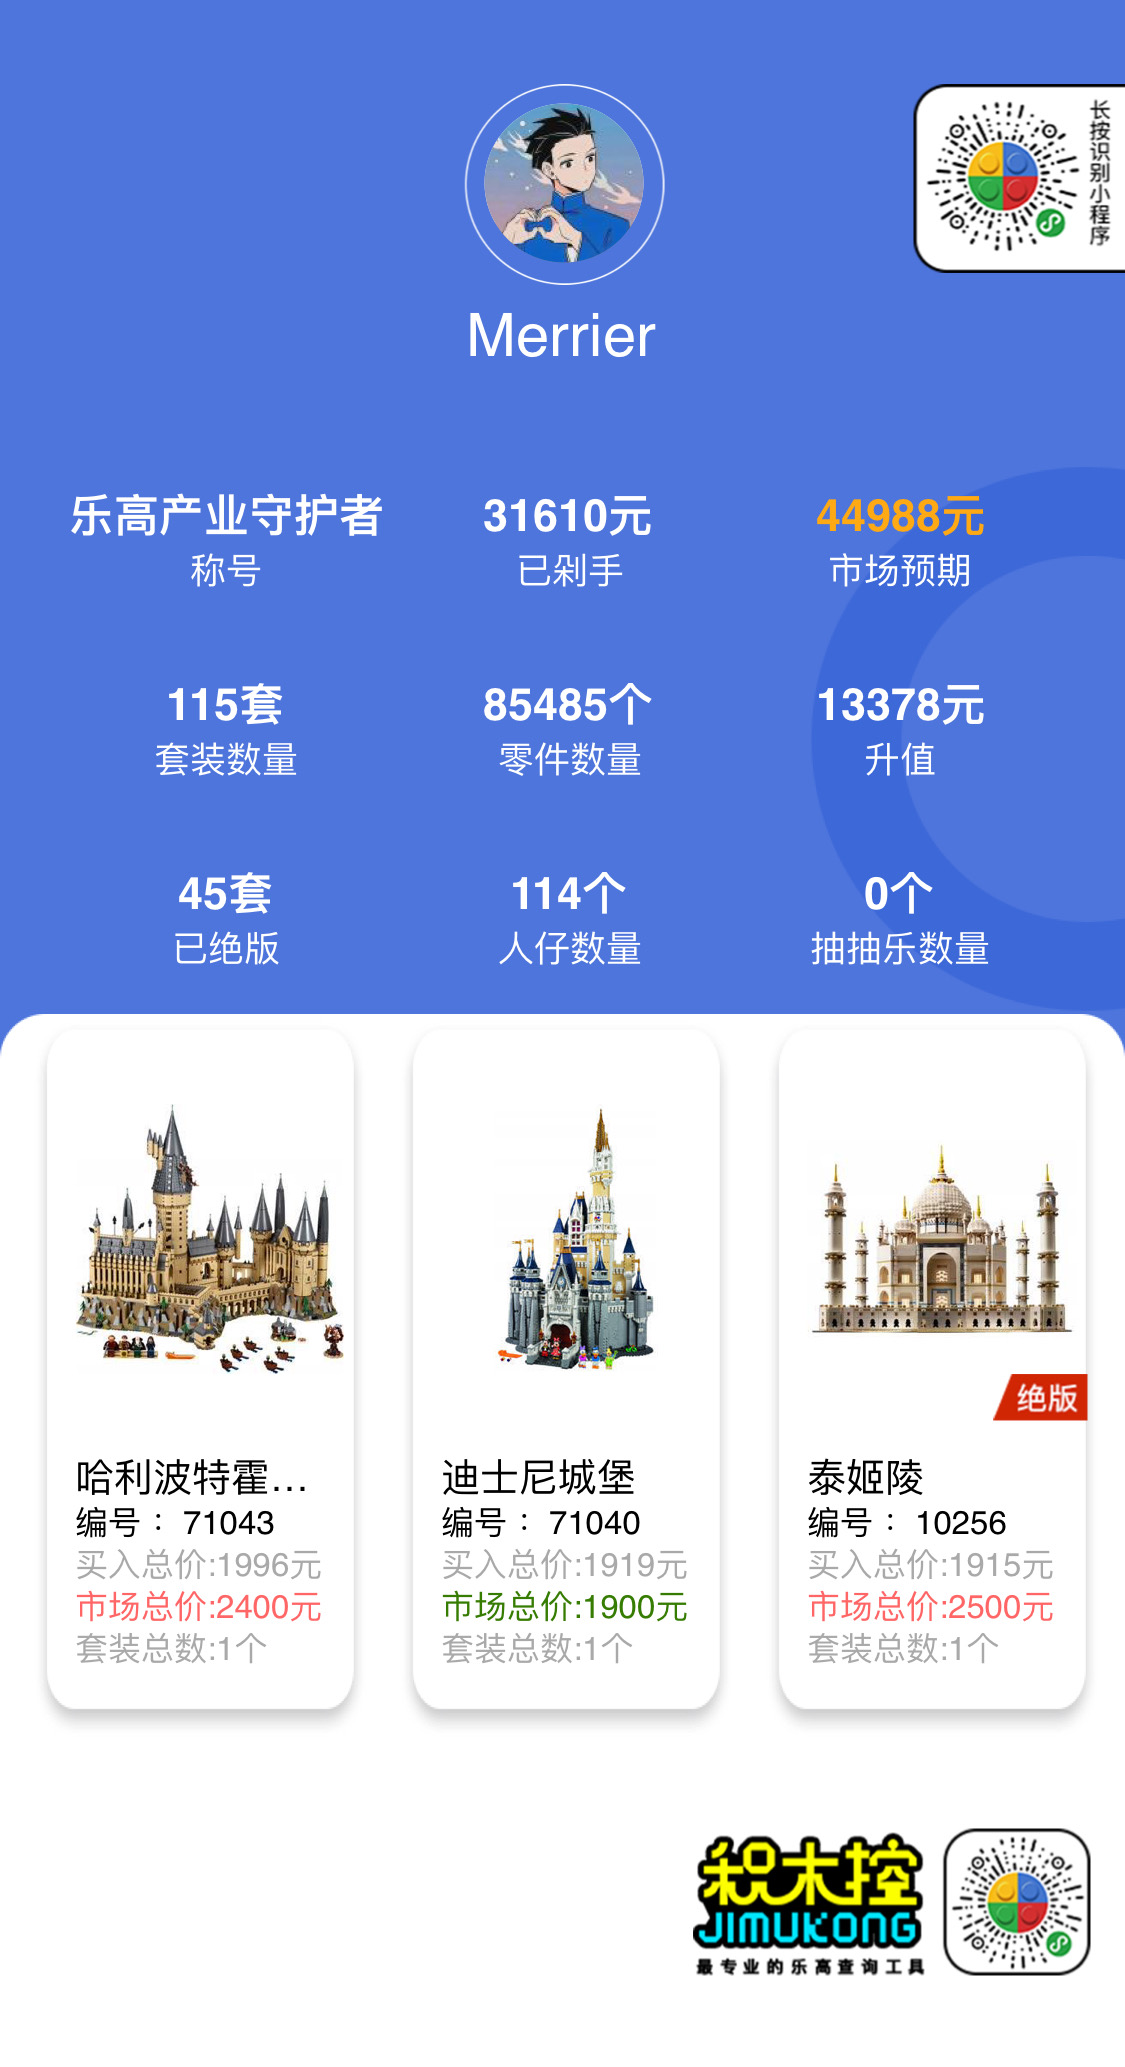 长按识别小程序
Merrier
乐高产业守护者 31610元 44988元
称号 已剁手 市场预期
115套 85485个 13378元
套装数量 零件数量 升值
45套 114个 0个
已绝版 人仔数量 抽抽乐数量
绝版
哈利波特霍... 迪士尼城堡 泰姬陵
编号： 71043 编号： 71040 编号： 10256
买入总价:1996元 买入总价:1919元 买入总价:1915元
市场总价:2400元 市场总价:1900元 市场总价:2500元
套装总数:1个 套装总数:1个 套装总数:1个
积木控
JIMUKONG
最专业的乐高查询工具